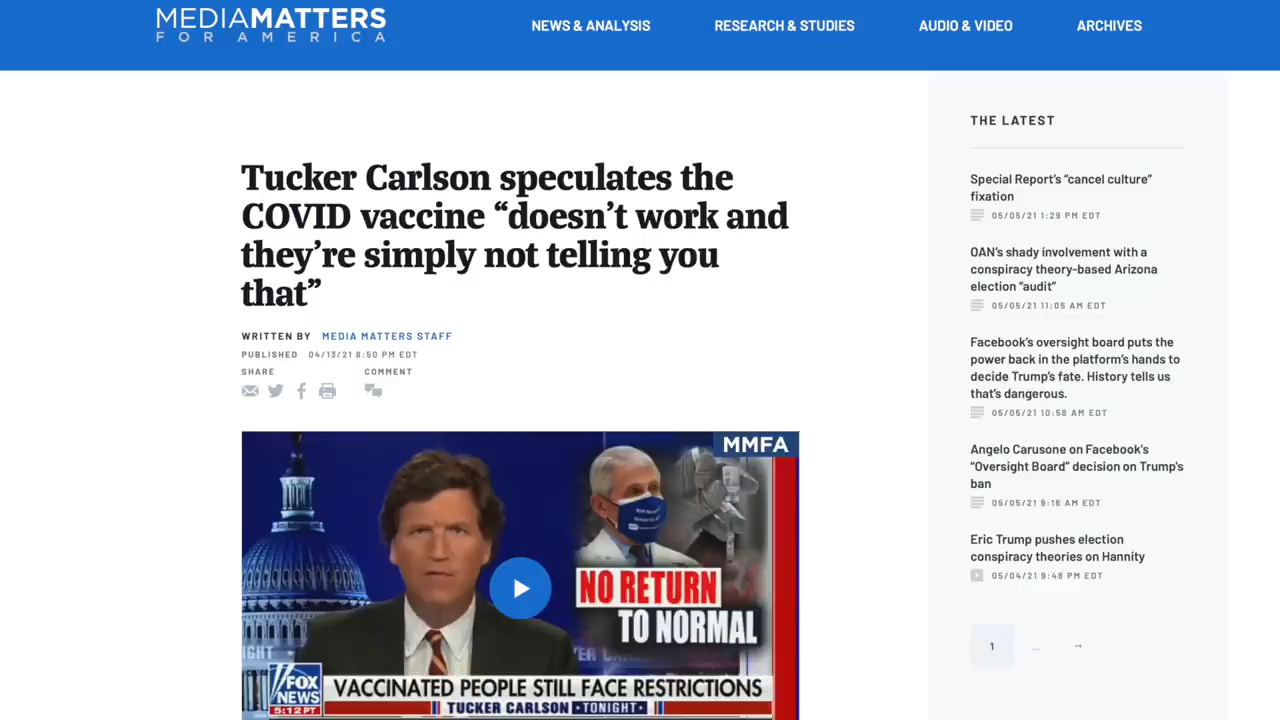 MEDIAMATTERS
FOR AMERICA
NEWS & ANALYSIS
RESEARCH & STUDIES
AUDIO & VIDEO
ARCHIVES
Tucker Carlson speculates the
COVID vaccine “doesn’t work and
they’re simply not telling you
that”
WRITTEN BY MEDIA MATTERS STAFF
PUBLISHED 04/13/21 8:50 PM EDT
SHARE
COMMENT
MMFA
NO RETURN
TO NORMAL
FOX
NEWS
5:12 PT
VACCINATED PEOPLE STILL FACE RESTRICTIONS
TUCKER CARLSON TONIGHT
THE LATEST
Special Report’s “cancel culture”
fixation
05/05/21 1:29 PM EDT
OAN’s shady involvement with a
conspiracy theory-based Arizona
election “audit”
05/05/21 11:05 AM EDT
Facebook’s oversight board puts the
power back in the platform’s hands to
decide Trump’s fate. History tells us
that’s dangerous.
05/05/21 10:58 AM EDT
Angelo Carusone on Facebook's
“Oversight Board” decision on Trump's
ban
05/05/21 9:16 AM EDT
Eric Trump pushes election
conspiracy theories on Hannity
05/04/21 9:48 PM EDT
1 ... →